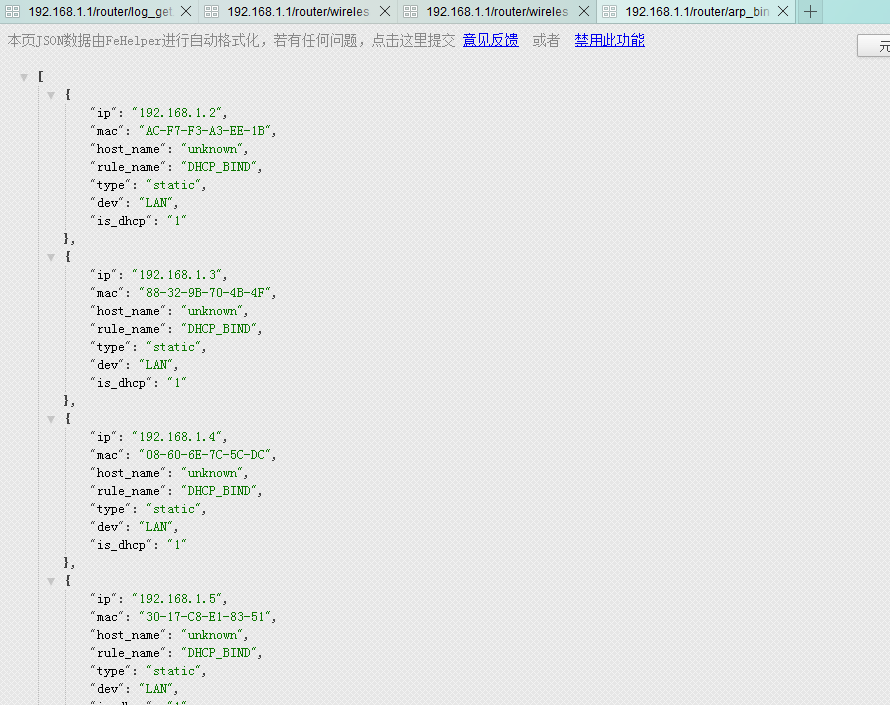 192.168.1.1/router/log_get 192.168.1.1/router/wireles 192.168.1.1/router/wireles 192.168.1.1/router/arp_bin
本页JSON数据由FeHelper进行自动格式化，若有任何问题，点击这里提交 意见反馈 或者 禁用此功能
元
[
{
"ip": "192.168.1.2",
"mac": "AC-F7-F3-A3-EE-1B",
"host_name": "unknown",
"rule_name": "DHCP_BIND",
"type": "static",
"dev": "LAN",
"is_dhcp": "1"
},
{
"ip": "192.168.1.3",
"mac": "88-32-9B-70-4B-4F",
"host_name": "unknown",
"rule_name": "DHCP_BIND",
"type": "static",
"dev": "LAN",
"is_dhcp": "1"
},
{
"ip": "192.168.1.4",
"mac": "08-60-6E-7C-5C-DC",
"host_name": "unknown",
"rule_name": "DHCP_BIND",
"type": "static",
"dev": "LAN",
"is_dhcp": "1"
},
{
"ip": "192.168.1.5",
"mac": "30-17-C8-E1-83-51",
"host_name": "unknown",
"rule_name": "DHCP_BIND",
"type": "static",
"dev": "LAN",